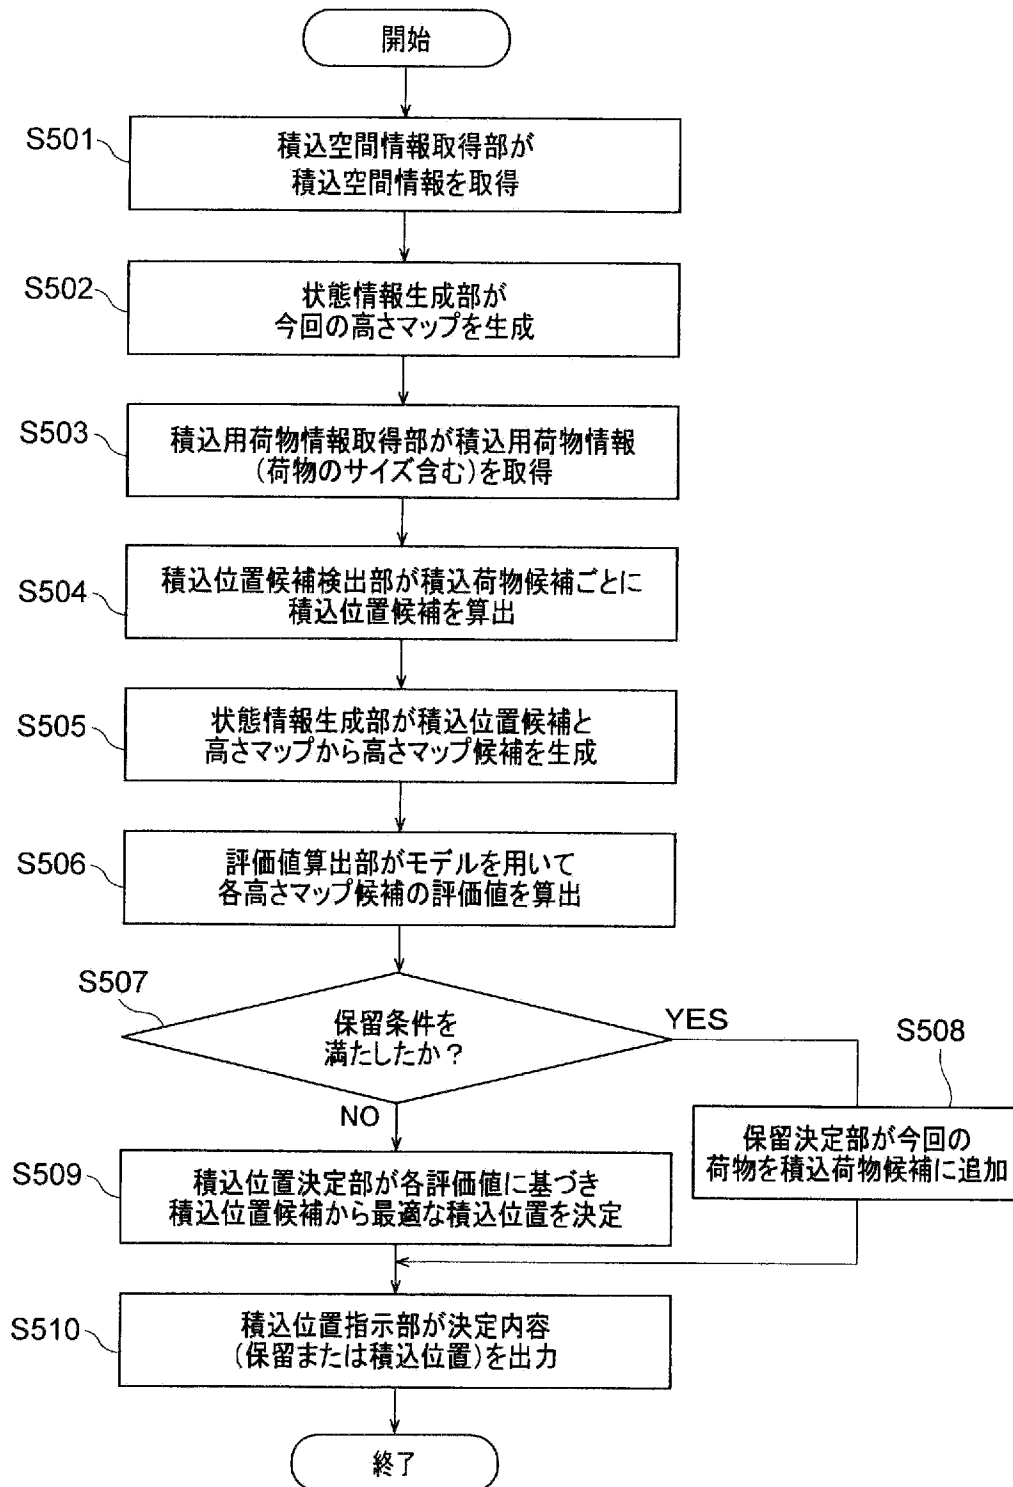 開始
S501
積込空間情報取得部が
積込空間情報を取得
S502
状態情報生成部が
今回の高さマップを生成
S503
積込用荷物情報取得部が積込用荷物情報
(荷物のサイズ含む)を取得
S504
積込位置候補検出部が積込荷物候補ごとに
積込位置候補を算出
S505
状態情報生成部が積込位置候補と
高さマップから高さマップ候補を生成
S506
評価値算出部がモデルを用いて
各高さマップ候補の評価値を算出
S507
保留条件を
満たしたか？
YES
NO
S508
保留決定部が今回の
荷物を積込荷物候補に追加
S509
積込位置決定部が各評価値に基づき
積込位置候補から最適な積込位置を決定
S510
積込位置指示部が決定内容
(保留または積込位置)を出力
終了